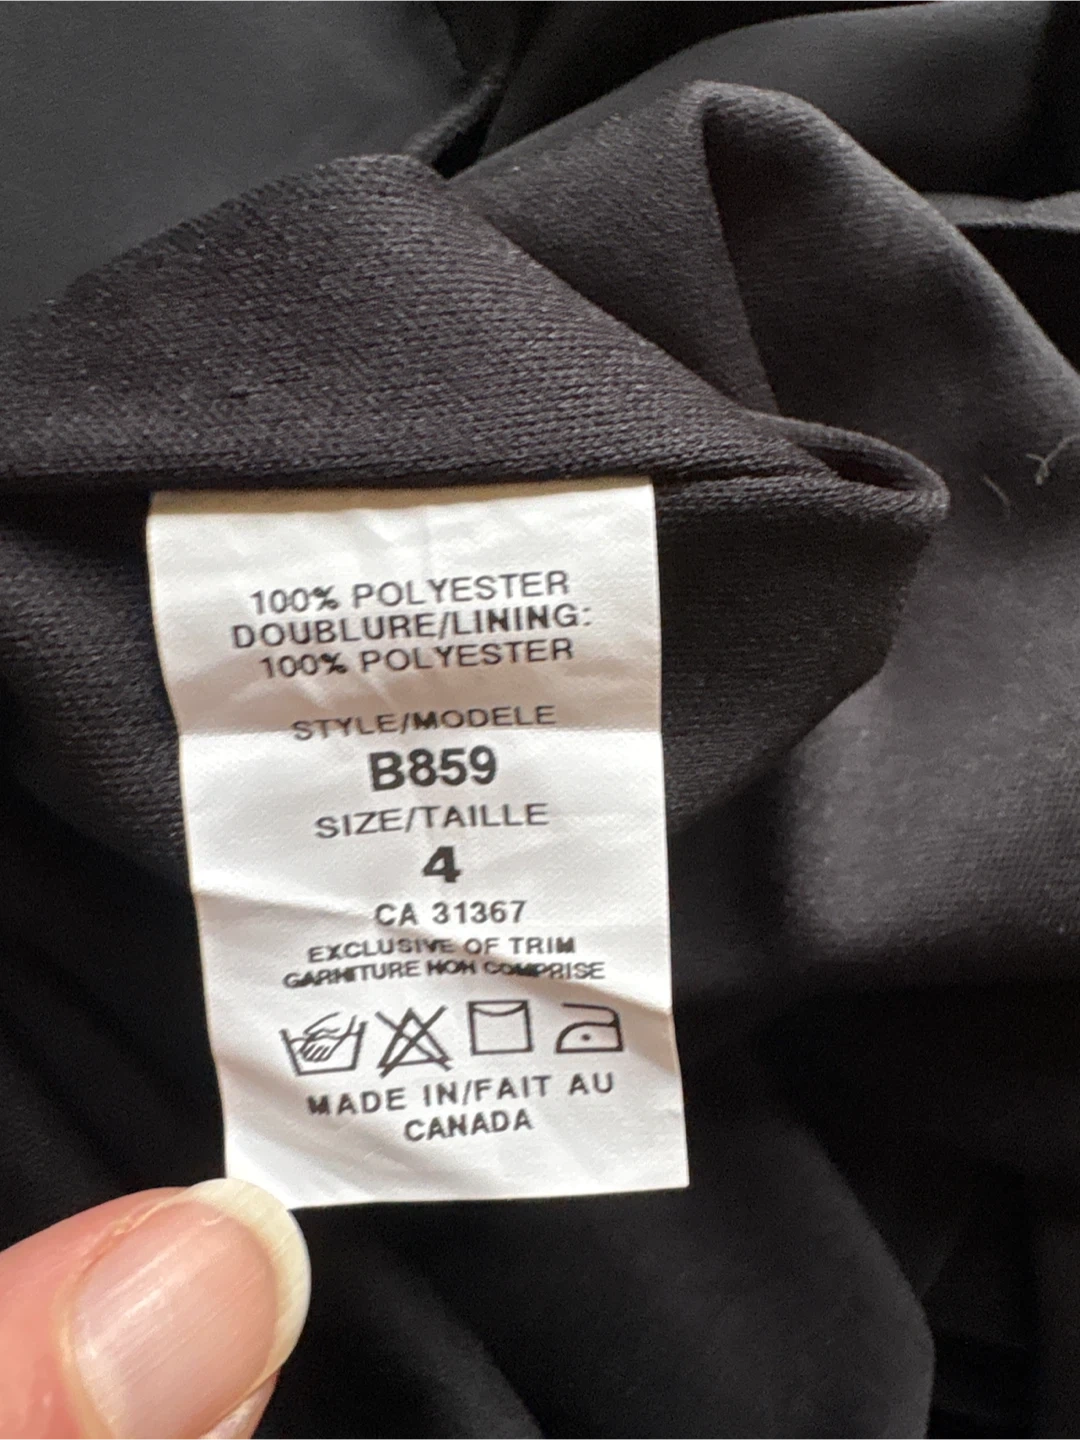 100% POLYESTER
DOUBLURE/LINING:
100% POLYESTER
STYLE/MODELE
B859
SIZE/TAILLE
4
CA 31367
EXCLUSIVE OF TRIM
GARNITURE NON COMPRISE
MADE IN/FAIT AU
CANADA